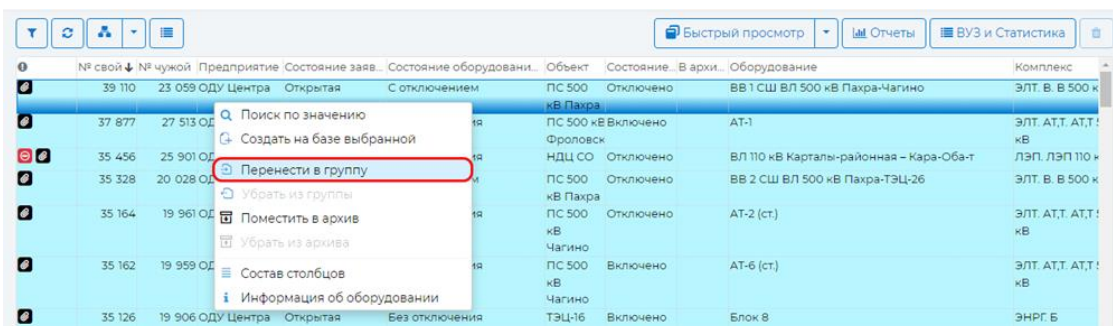 Быстрый просмотр Отчеты ВУЗ и Статистика
№ свой № чужой Предприятие Состояние заяв... Состояние оборудовани... Объект Состояние... В архи... Оборудование Комплекс
39 110 23 059 ОДУ Центра Открытая С отключением ПС 500 Отключено ВВ 1 СШ ВЛ 500 кВ Пахра-Чагино ЭЛТ. В. В 500 к
кВ Пахра
Поиск по значению
37 877 27 513 ПС 500 кВ Включено АТ-1 ЭЛТ. АТ,Т. АТ,Т
Создать на базе выбранной
Фроловск кВ
35 456 25 901 НДЦ СО Отключено ВЛ 110 кВ Карталы-районная – Кара-Оба-т ЛЭП. ЛЭП 110 к
Перенести в группу
35 328 20 028 ПС 500 Отключено ВВ 2 СШ ВЛ 500 кВ Пахра-ТЭЦ-26 ЭЛТ. В. В 500 к
Убрать из группы
кВ Пахра
35 164 19 961 ПС 500 Отключено АТ-2 (ст.) ЭЛТ. АТ,Т. АТ,Т
Поместить в архив
кВ кВ
Чагино
Убрать из архива
35 162 19 959 ПС 500 Включено АТ-6 (ст.) ЭЛТ. АТ,Т. АТ,Т
Состав столбцов
кВ кВ
Чагино
Информация об оборудовании
35 126 19 906 ОДУ Центра Открытая Без отключения ТЭЦ-16 Включено Блок 8 ЭНРГ. Б